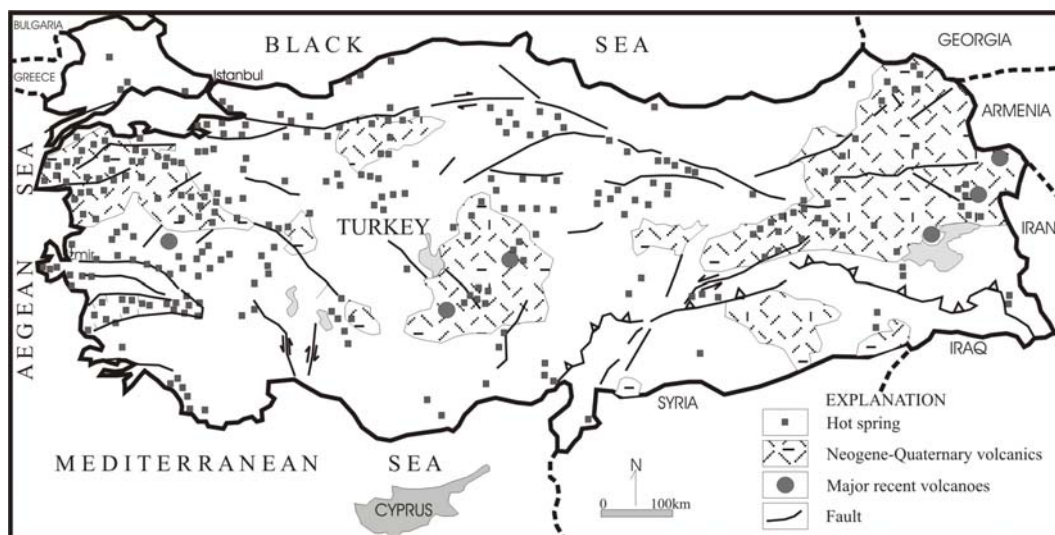 BULGARIA
BLACK SEA
GEORGIA
GREECE
Istanbul
ARMENIA
AEGEAN SEA
TURKEY
IRAN
İzmir
IRAQ
SYRIA
MEDITERRANEAN SEA
CYPRUS
N
0 100km
EXPLANATION
Hot spring
Neogene-Quaternary volcanics
Major recent volcanoes
Fault